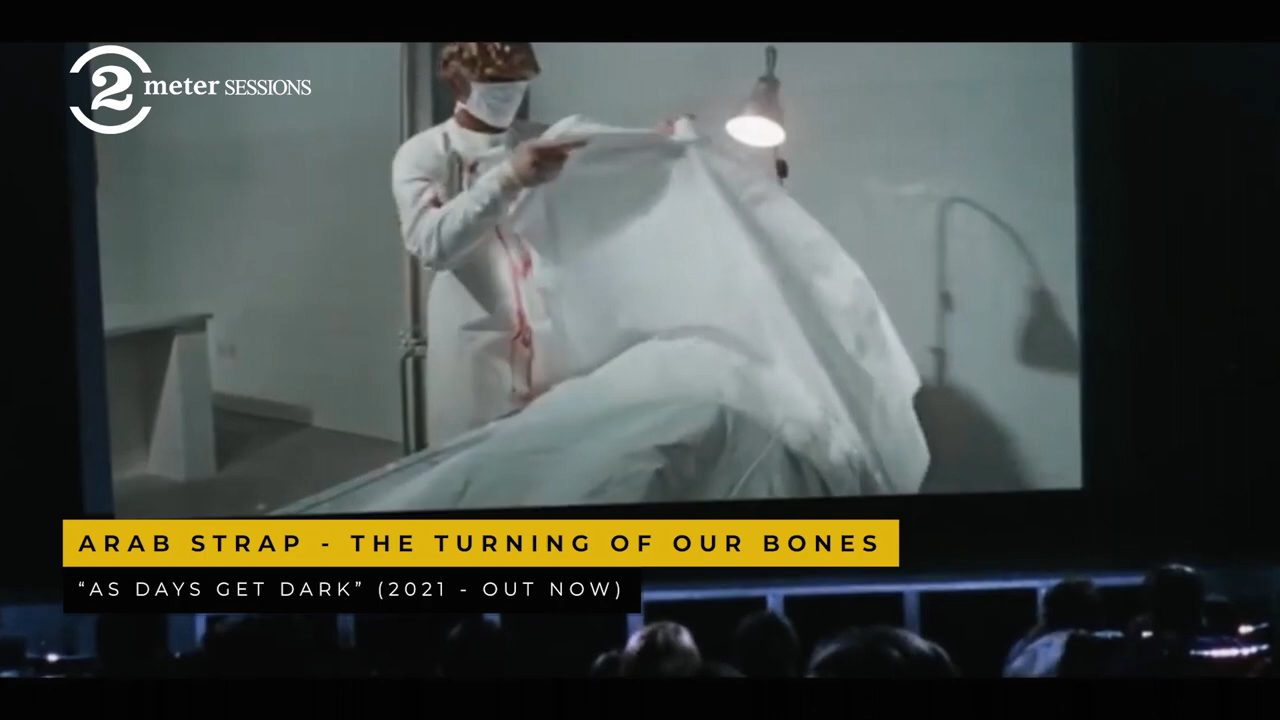 2 meter SESSIONS
ARAB STRAP - THE TURNING OF OUR BONES
“AS DAYS GET DARK” (2021 - OUT NOW)